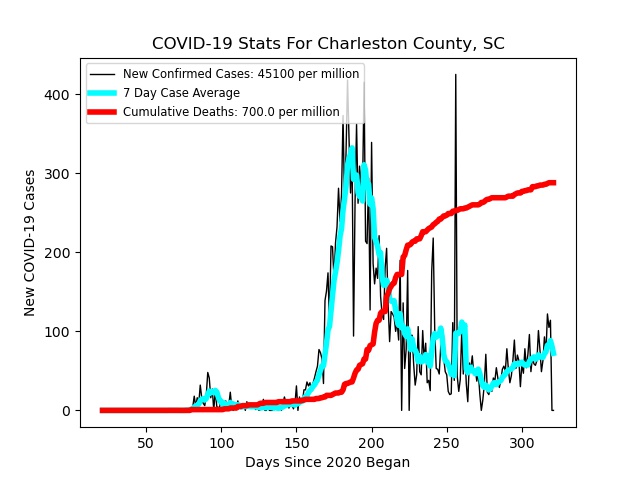 COVID-19 Stats For Charleston County, SC
New Confirmed Cases: 45100 per million
7 Day Case Average
Cumulative Deaths: 700.0 per million
New COVID-19 Cases
400
300
200
100
0
50 100 150 200 250 300
Days Since 2020 Began